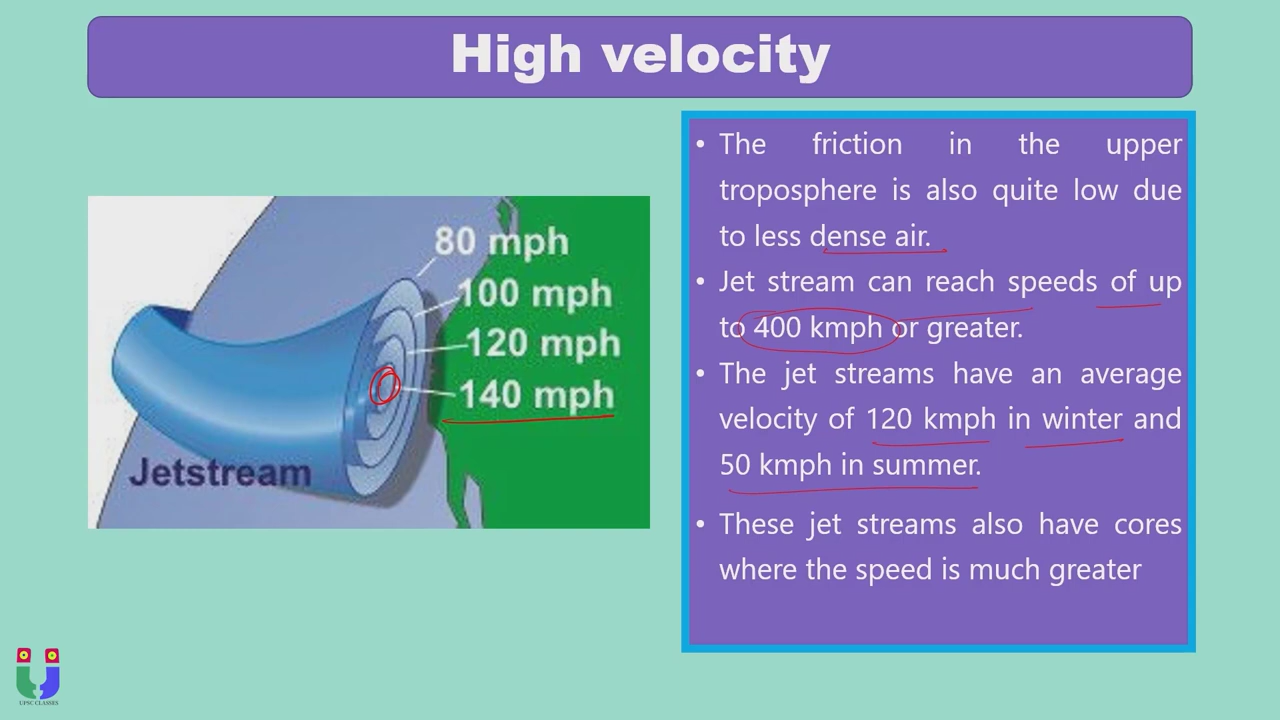 High velocity
80 mph
100 mph
120 mph
140 mph
Jetstream
• The friction in the upper
troposphere is also quite low due
to less dense air.
• Jet stream can reach speeds of up
to 400 kmph or greater.
• The jet streams have an average
velocity of 120 kmph in winter and
50 kmph in summer.
• These jet streams also have cores
where the speed is much greater
UPSC CLASSES